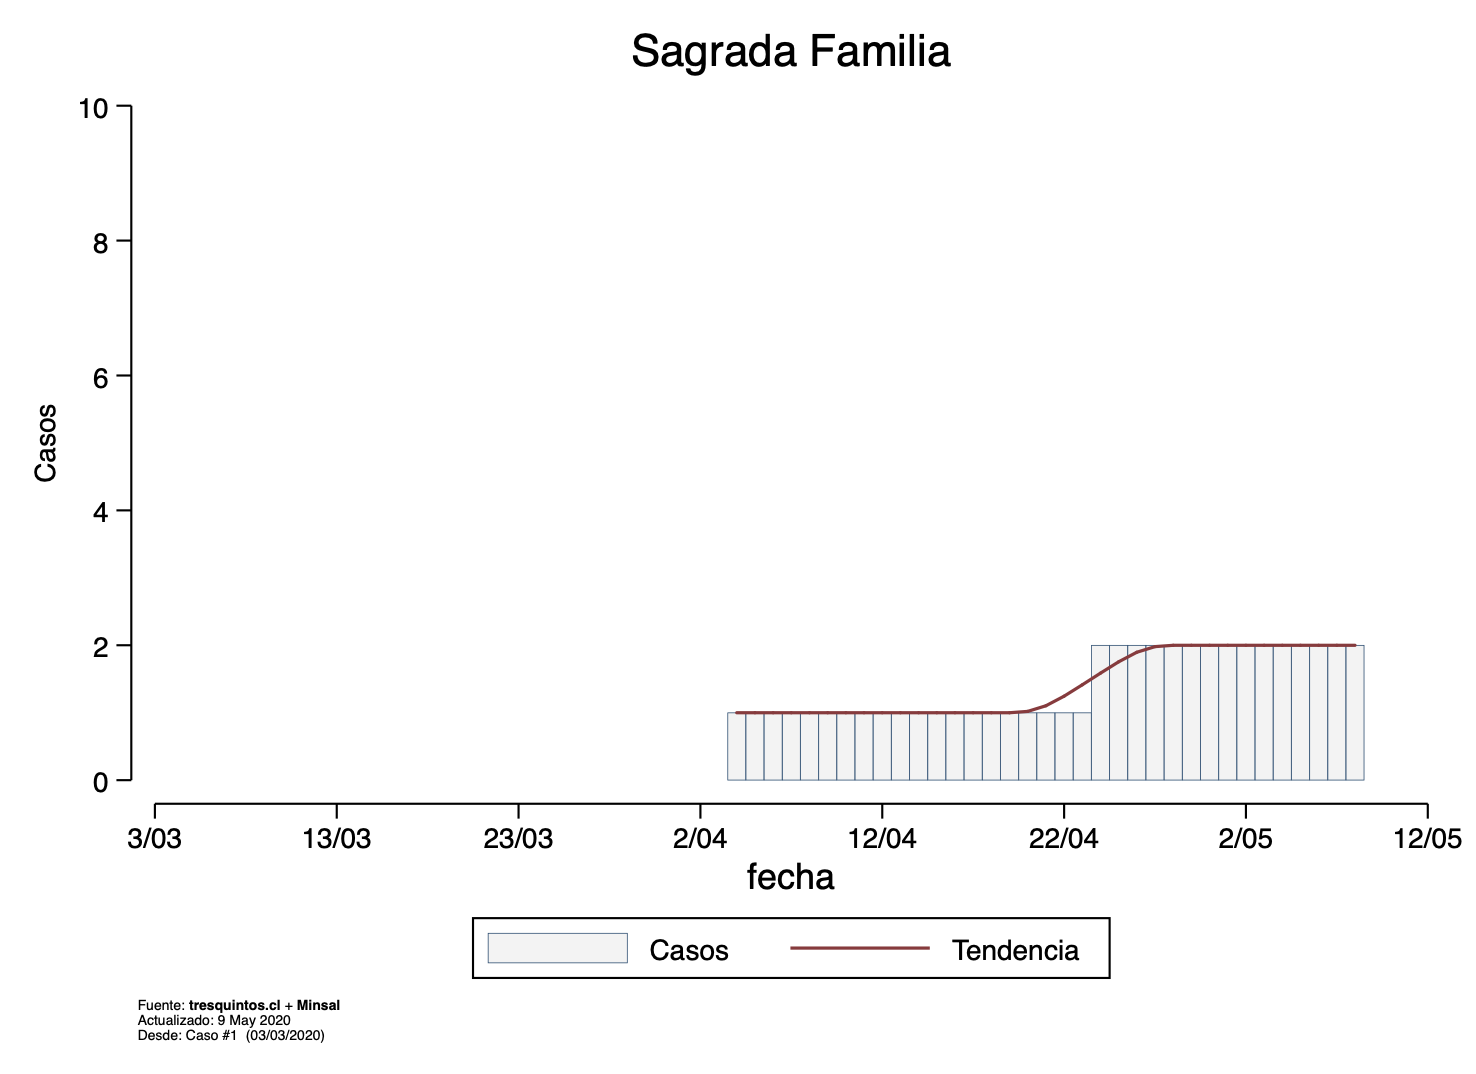 Sagrada Familia
10
8
6
4
2
0
Casos
3/03 13/03 23/03 2/04 12/04 22/04 2/05 12/05
fecha
Casos Tendencia
Fuente: tresquintos.cl + Minsal
Actualizado: 9 May 2020
Desde: Caso #1 (03/03/2020)